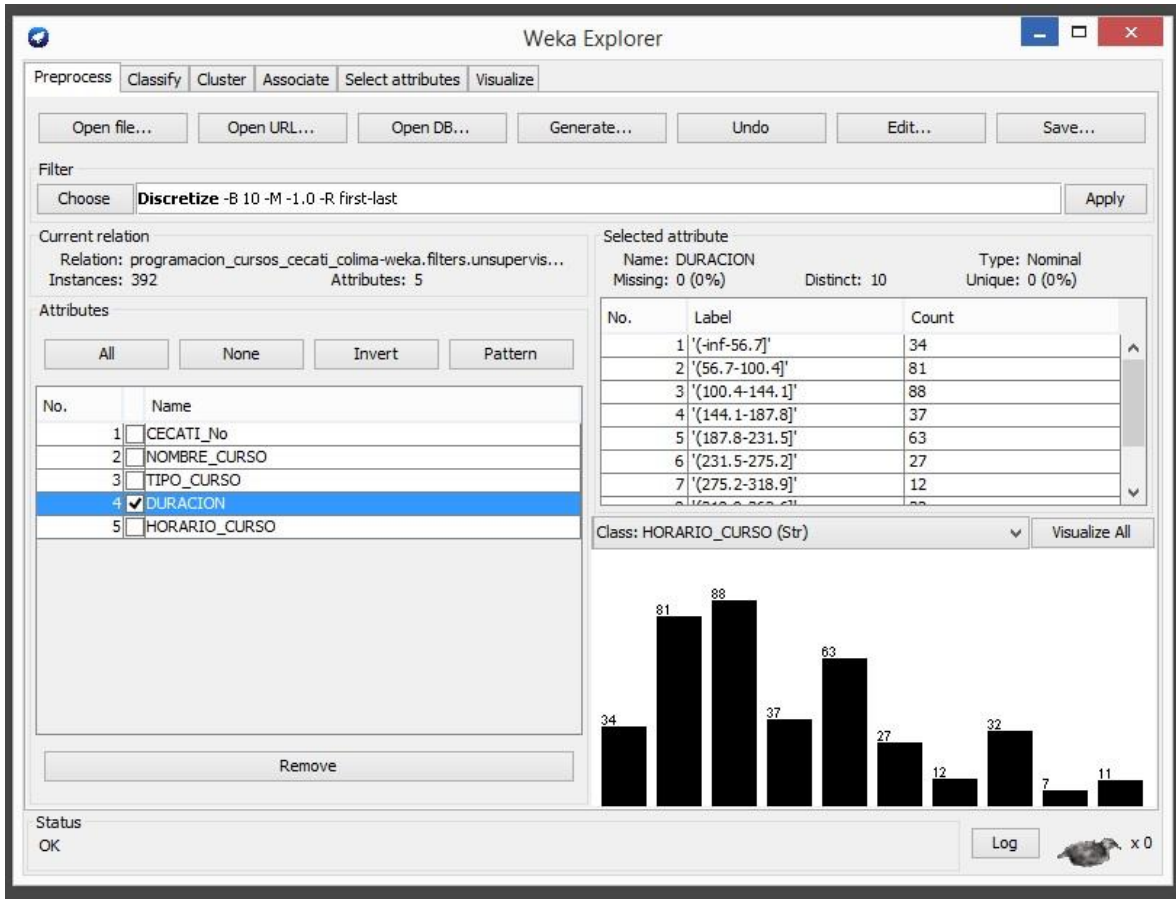 Weka Explorer
Preprocess Classify Cluster Associate Select attributes Visualize
Open file... Open URL... Open DB... Generate... Undo Edit... Save...
Filter
Choose Discretize -B 10 -M -1.0 -R first-last Apply
Current relation
Relation: programacion_cursos_cecati_colima-weka.filters.unsupervis...
Instances: 392 Attributes: 5
Attributes
All None Invert Pattern
No. Name
1 CECATI_No
2 NOMBRE_CURSO
3 TIPO_CURSO
4 DURACION
5 HORARIO_CURSO
Remove
Selected attribute
Name: DURACION Type: Nominal
Missing: 0 (0%) Distinct: 10 Unique: 0 (0%)
No. Label Count
1 '(-inf-56.7]' 34
2 '(56.7-100.4]' 81
3 '(100.4-144.1]' 88
4 '(144.1-187.8]' 37
5 '(187.8-231.5]' 63
6 '(231.5-275.2]' 27
7 '(275.2-318.9]' 12
Class: HORARIO_CURSO (Str) Visualize All
34 81 88 37 63 27 12 32 7 11
Status
OK
Log x 0